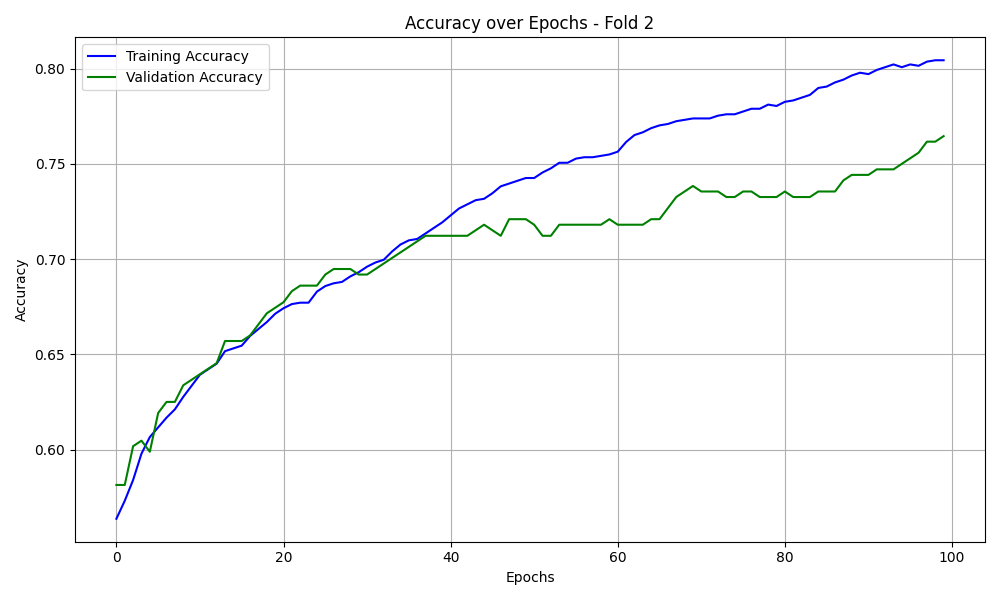 Accuracy over Epochs - Fold 2
Training Accuracy
Validation Accuracy
Accuracy
0.80
0.75
0.70
0.65
0.60
0 20 40 60 80 100
Epochs